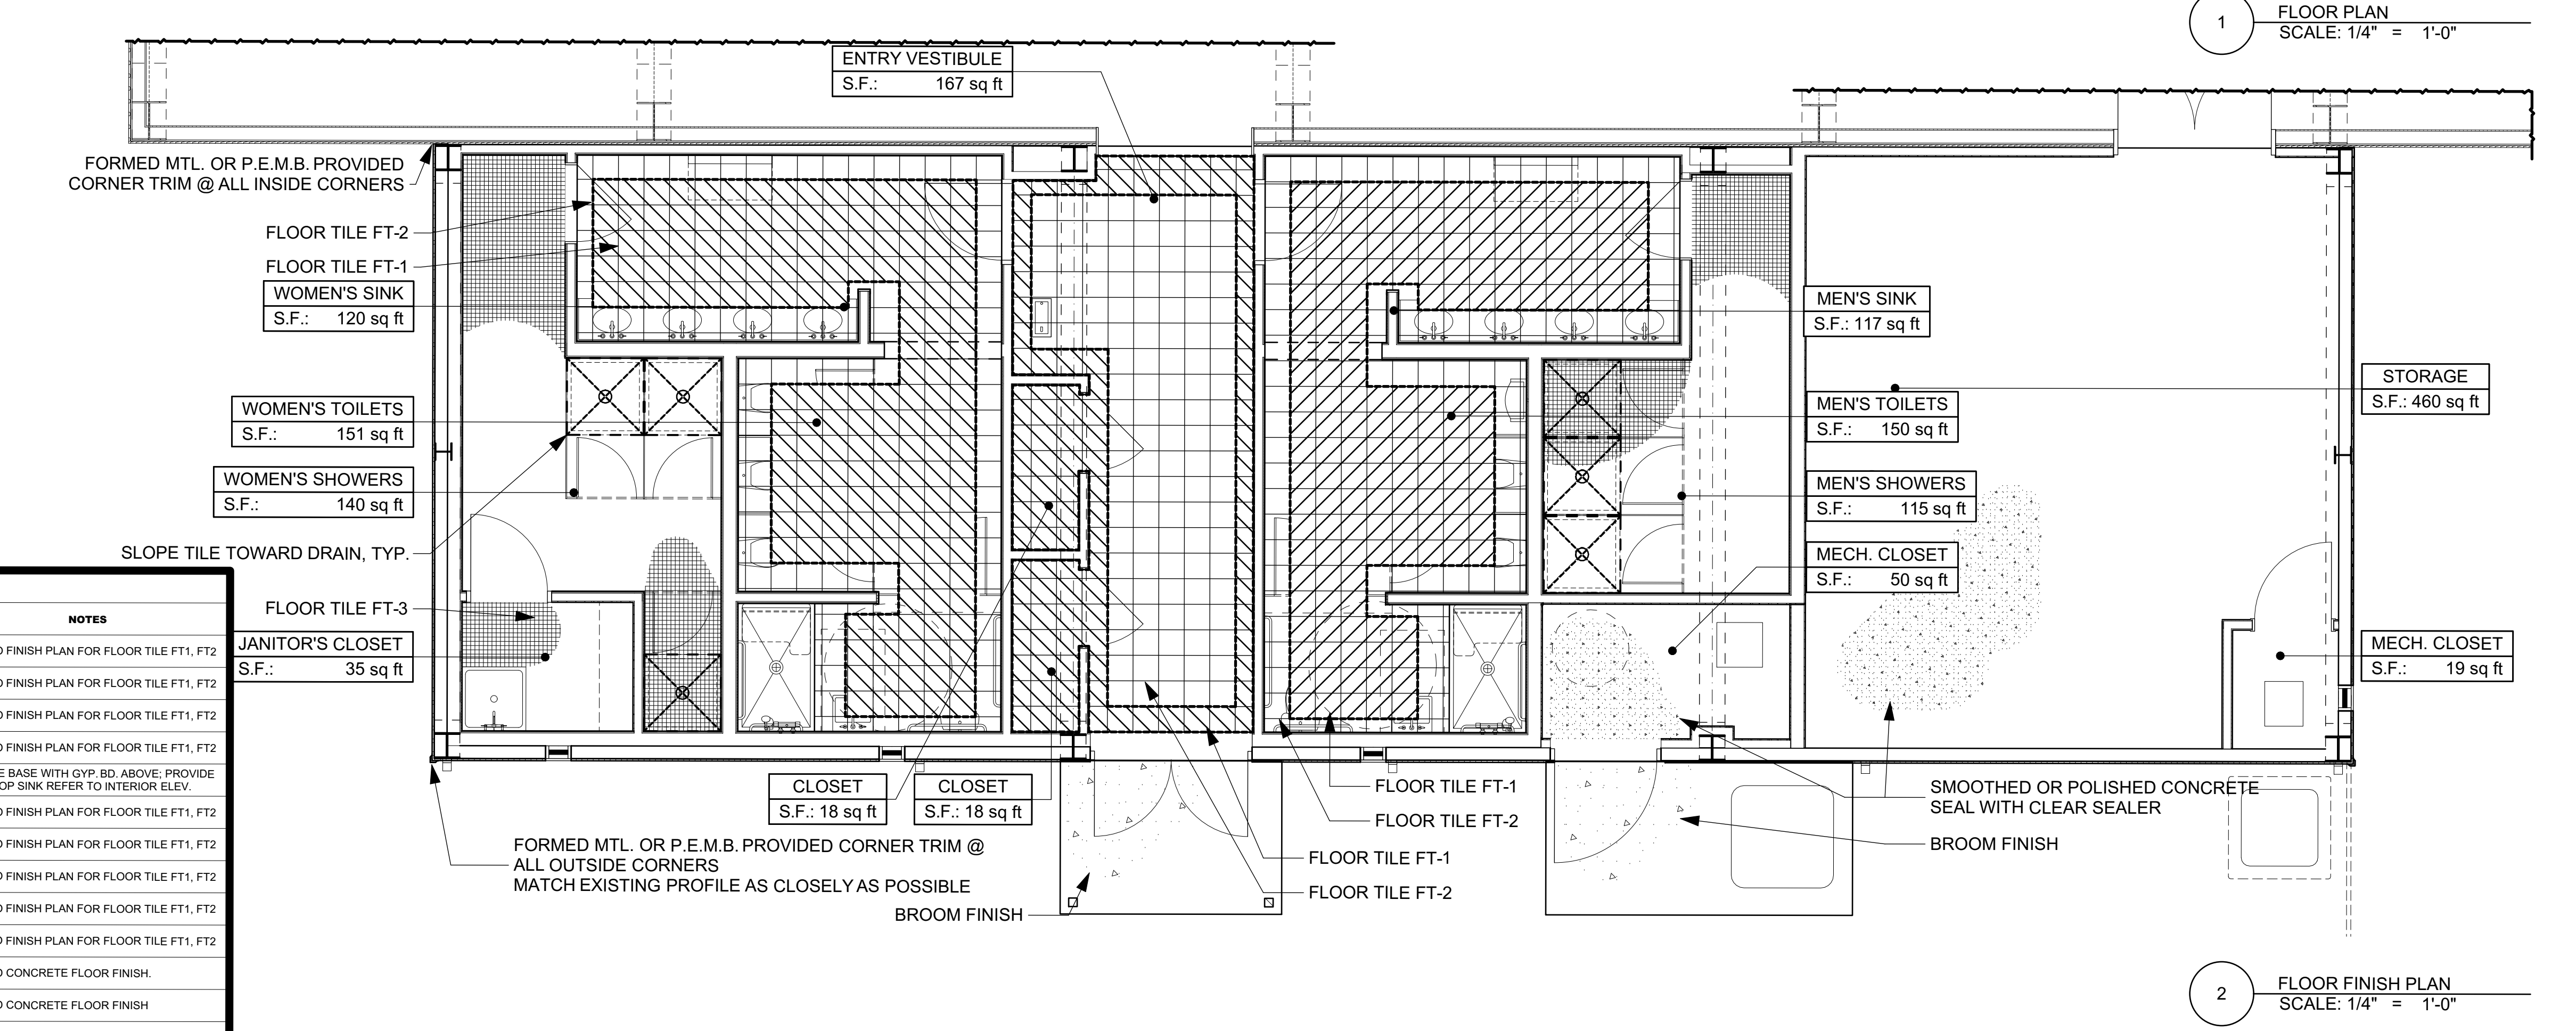 1
FLOOR PLAN
SCALE: 1/4" = 1'-0"
ENTRY VESTIBULE
S.F.: 167 sq ft
FORMED MTL. OR P.E.M.B. PROVIDED
CORNER TRIM @ ALL INSIDE CORNERS
FLOOR TILE FT-2
FLOOR TILE FT-1
WOMEN'S SINK
S.F.: 120 sq ft
WOMEN'S TOILETS
S.F.: 151 sq ft
WOMEN'S SHOWERS
S.F.: 140 sq ft
SLOPE TILE TOWARD DRAIN, TYP.
FLOOR TILE FT-3
JANITOR'S CLOSET
S.F.: 35 sq ft
MEN'S SINK
S.F.: 117 sq ft
STORAGE
S.F.: 460 sq ft
MEN'S TOILETS
S.F.: 150 sq ft
MEN'S SHOWERS
S.F.: 115 sq ft
MECH. CLOSET
S.F.: 50 sq ft
MECH. CLOSET
S.F.: 19 sq ft
NOTES
FINISH PLAN FOR FLOOR TILE FT1, FT2
FINISH PLAN FOR FLOOR TILE FT1, FT2
FINISH PLAN FOR FLOOR TILE FT1, FT2
FINISH PLAN FOR FLOOR TILE FT1, FT2
BASE WITH GYP. BD. ABOVE; PROVIDE
SINK REFER TO INTERIOR ELEV.
FINISH PLAN FOR FLOOR TILE FT1, FT2
FINISH PLAN FOR FLOOR TILE FT1, FT2
FINISH PLAN FOR FLOOR TILE FT1, FT2
FINISH PLAN FOR FLOOR TILE FT1, FT2
FINISH PLAN FOR FLOOR TILE FT1, FT2
CONCRETE FLOOR FINISH.
CONCRETE FLOOR FINISH
CLOSET
S.F.: 18 sq ft
CLOSET
S.F.: 18 sq ft
FORMED MTL. OR P.E.M.B. PROVIDED CORNER TRIM @
ALL OUTSIDE CORNERS
MATCH EXISTING PROFILE AS CLOSELY AS POSSIBLE
BROOM FINISH
FLOOR TILE FT-1
FLOOR TILE FT-2
FLOOR TILE FT-1
FLOOR TILE FT-2
SMOOTHED OR POLISHED CONCRETE
SEAL WITH CLEAR SEALER
BROOM FINISH
2
FLOOR FINISH PLAN
SCALE: 1/4" = 1'-0"